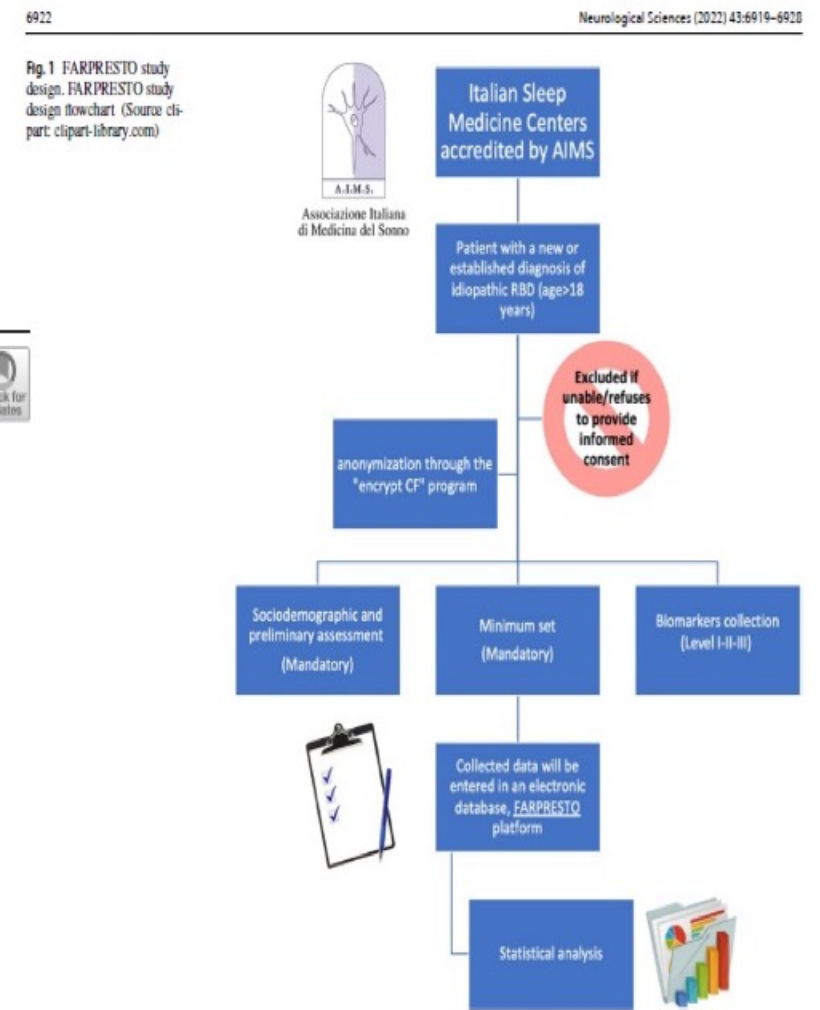 6922
Neurological Sciences (2022) 43:6919–6928
Fig. 1 FARPRESTO study
design. FARPRESTO study
design flowchart (Source cli-
part: clipart-library.com)
A.I.M.S.
Associazione Italiana
di Medicina del Sonno
Italian Sleep
Medicine Centers
accredited by AIMS
Patient with a new or
established diagnosis of
idiopathic RBD (age>18
years)
Excluded if
unable/refuses
to provide
informed
consent
ck for
ates
anonymization through the
"encrypt CF" program
Sociodemographic and
preliminary assessment
(Mandatory)
Minimum set
(Mandatory)
Biomarkers collection
(Level I-II-III)
Collected data will be
entered in an electronic
database, FARPRESTO
platform
Statistical analysis